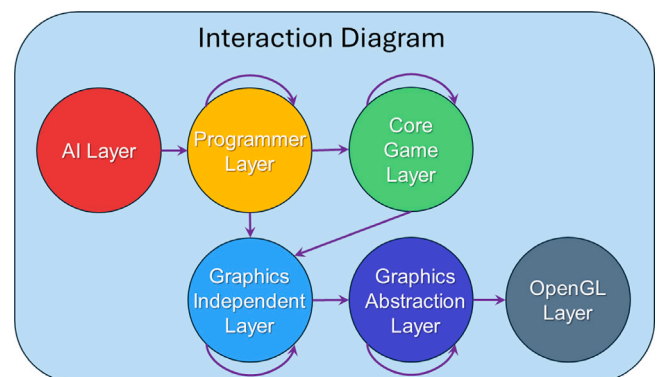 Interaction Diagram
AI Layer
Programmer
Layer
Core
Game
Layer
Graphics
Independent
Layer
Graphics
Abstraction
Layer
OpenGL
Layer